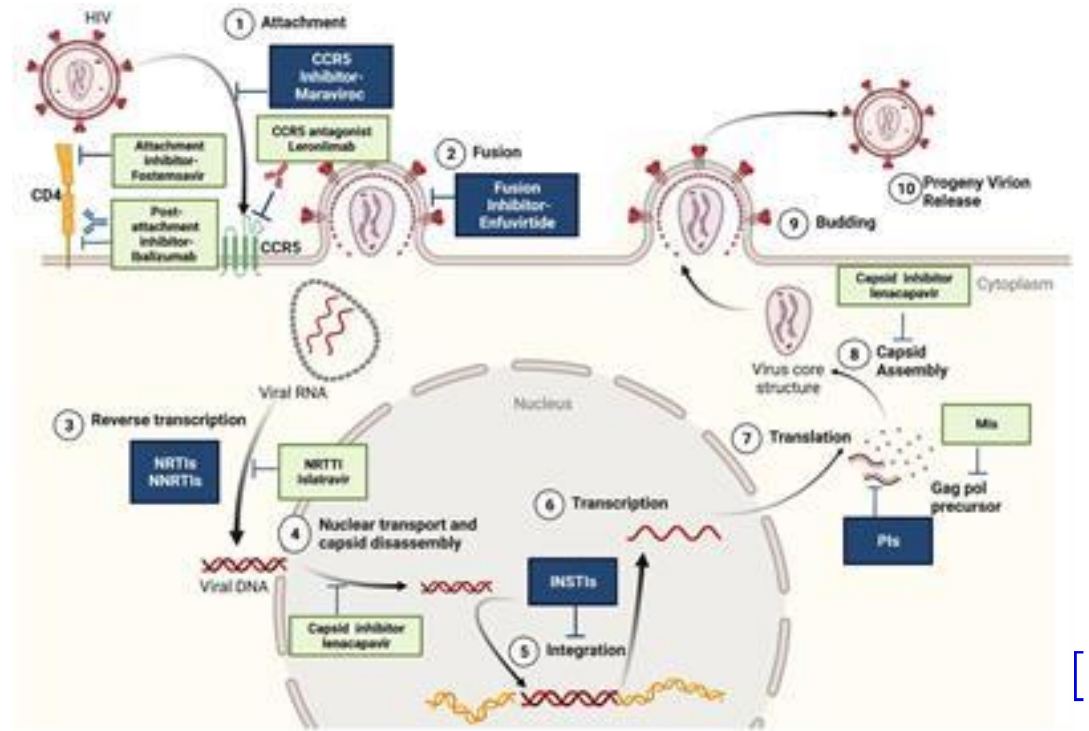 HIV
1 Attachment
CCR5
Inhibitor-
Maraviroc
CCR5 antagonist
Leronlimab
Attachment
inhibitor-
Fostemsavir
CD4
Post-
attachment
inhibitor-
Ibalizumab
CCR5
2 Fusion
Fusion
Inhibitor-
Enfuvirtide
9 Budding
10 Progeny Virion
Release
Cytoplasm
Capsid inhibitor
lenacapavir
8 Capsid
Assembly
Virus core
structure
Viral RNA
3 Reverse transcription
NRTIs
NNRTIs
NRTTI
Islatravir
Nucleus
7 Translation
MIs
Gag pol
precursor
PIs
6 Transcription
4 Nuclear transport and
capsid disassembly
Viral DNA
Capsid inhibitor
lenacapavir
INSTIs
5 Integration